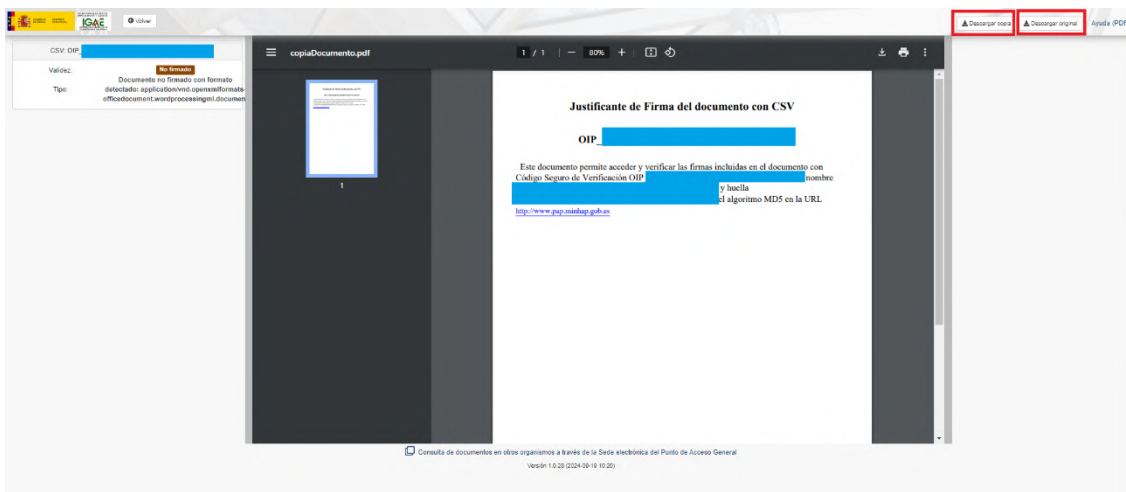 IGAE
Volver
Descargar copia
Descargar original
Ayuda (PDF
CSV: OIP_
Validez: No firmado
Documento no firmado con formato
Tipo: detectado: application/vnd.openxmlformats-
officedocument.wordprocessingml.documen
copiaDocumento.pdf
1 / 1
80%
1
Justificante de Firma del documento con CSV
OIP_
Este documento permite acceder y verificar las firmas incluidas en el documento con
Código Seguro de Verificación OIP nombre
y huella
el algoritmo MD5 en la URL
http://www.pap.minhap.gob.es
Consulta de documentos en otros organismos a través de la Sede electrónica del Punto de Acceso General
Versión 1.0.28 (2024-09-19 10:20)